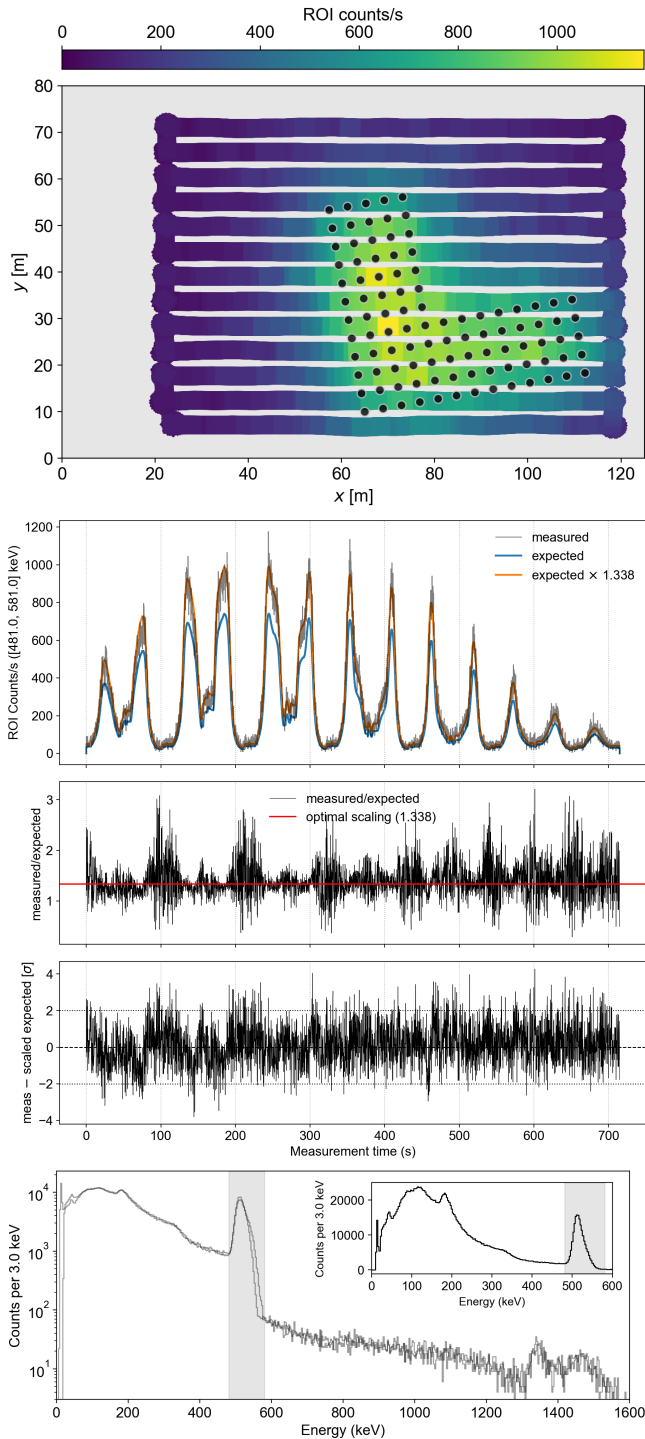 ROI counts/s
0 200 400 600 800 1000
80
70
60
50
40
30
20
10
0
y [m]
0 20 40 60 80 100 120
x [m]
1200
1000
800
600
400
200
0
ROI Counts/s ([481.0, 581.0] keV)
measured
expected
expected × 1.338
3
2
1
measured/expected
measured/expected
optimal scaling (1.338)
4
2
0
−2
−4
meas − scaled expected [σ]
0 100 200 300 400 500 600 700
Measurement time (s)
10⁴
10³
10²
10¹
Counts per 3.0 keV
0 200 400 600 800 1000 1200 1400 1600
Energy (keV)
20000
10000
0
Counts per 3.0 keV
0 100 200 300 400 500 600
Energy (keV)